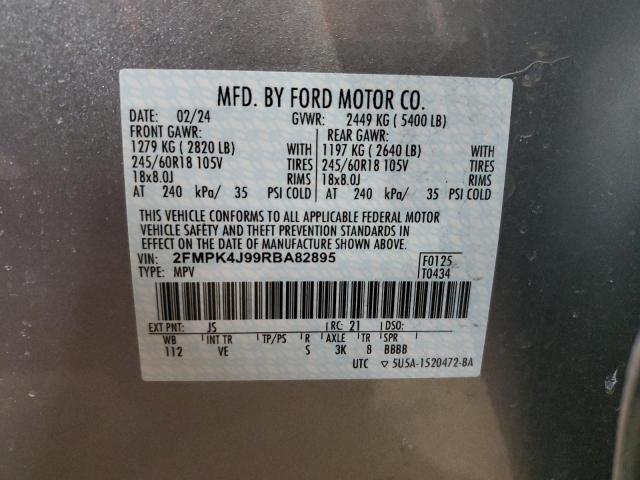 MFD. BY FORD MOTOR CO.
DATE: 02/24 GVWR: 2449 KG ( 5400 LB)
FRONT GAWR: REAR GAWR:
1279 KG ( 2820 LB) 1197 KG ( 2640 LB)
245/60R18 105V TIRES 245/60R18 105V TIRES
18x8.0J RIMS 18x8.0J RIMS
AT 240 kPa/ 35 PSI COLD AT 240 kPa/ 35 PSI COLD
THIS VEHICLE CONFORMS TO ALL APPLICABLE FEDERAL MOTOR
VEHICLE SAFETY AND THEFT PREVENTION STANDARDS IN
EFFECT ON THE DATE OF MANUFACTURE SHOWN ABOVE.
VIN: 2FMPK4J99RBA82895 F0125
TYPE: MPV T0434
EXT PNT: JS RC: 21 DSO:
WB INT TR TP/PS R AXLE TR SPR
112 VE S 3K 8 BBBB
UTC ▽ 5U5A-1520472-BA